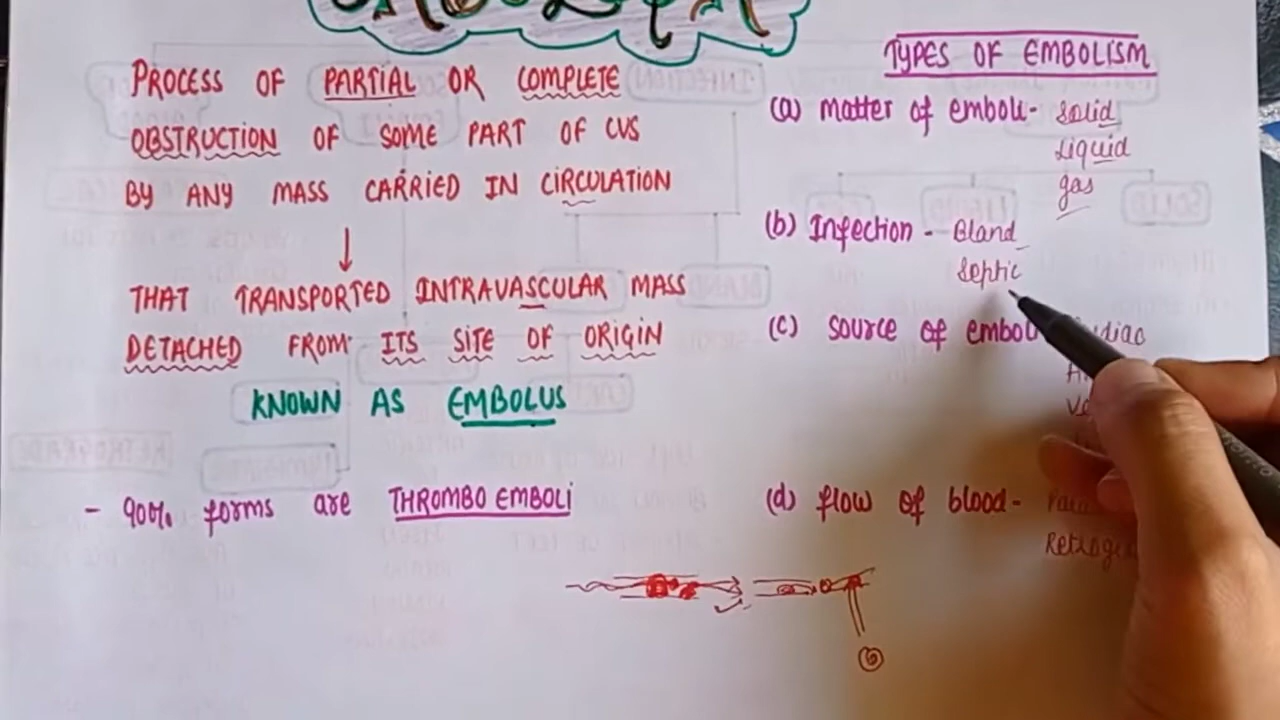 PROCESS OF PARTIAL OR COMPLETE
OBSTRUCTION OF SOME PART OF CVS
BY ANY MASS CARRIED IN CIRCULATION
↓
THAT TRANSPORTED INTRAVASCULAR MASS
DETACHED FROM ITS SITE OF ORIGIN
KNOWN AS EMBOLUS
- 90% forms are THROMBO EMBOLI
TYPES OF EMBOLISM
(a) matter of emboli- Solid
Liquid
gas
(b) Infection - Bland
Septic
(c) source of emboli
(d) flow of blood-